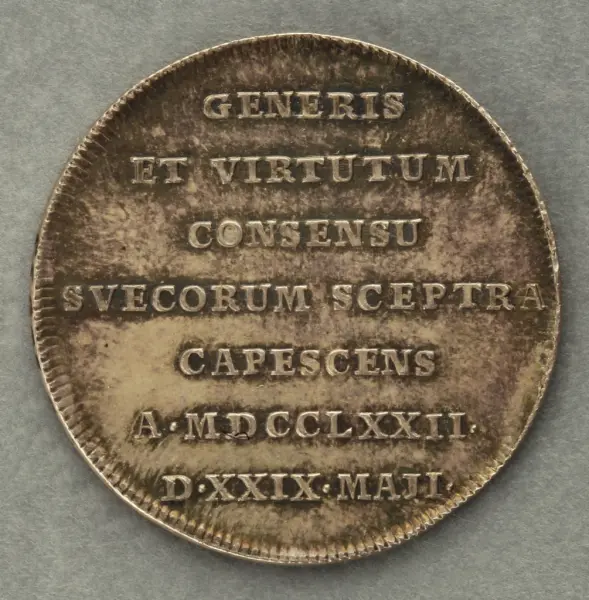 GENERIS
ET VIRTUTUM
CONSENSU
SVECORUM SCEPTRA
CAPESCENS
A·MDCCLXXII·
D·XXIX·MAJI·